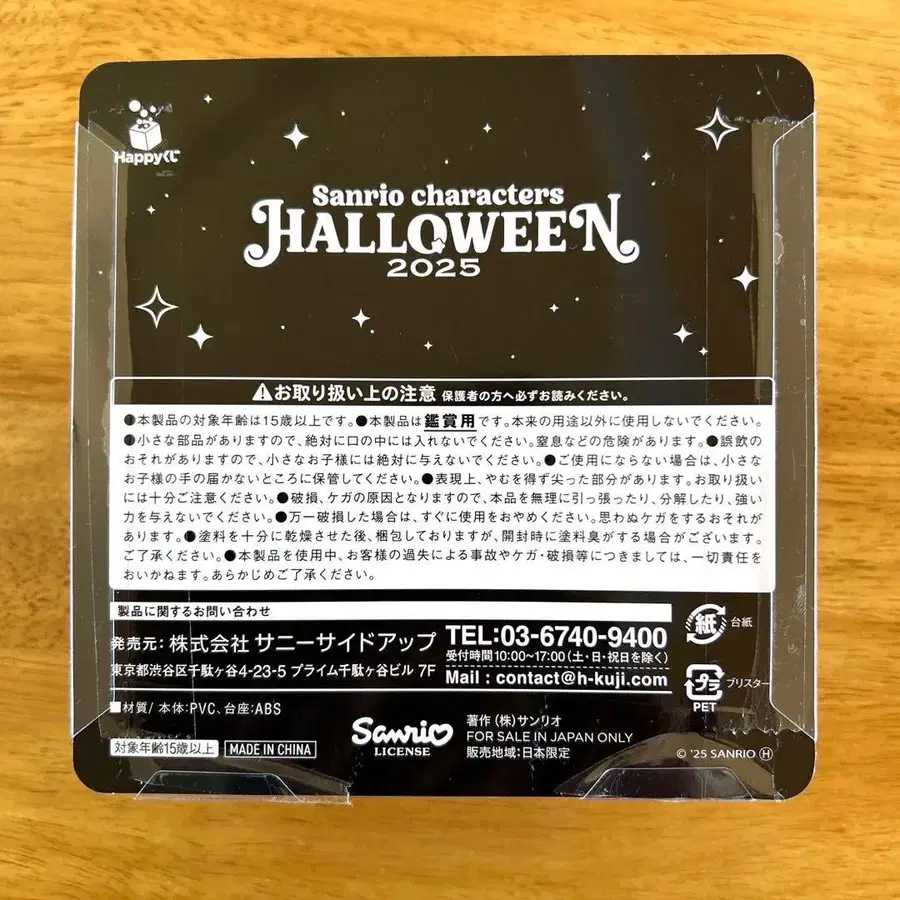 Happyくじ
Sanrio characters
HALLOWEEN
2025
⚠お取り扱い上の注意 保護者の方へ必ずお読みください。
●本製品の対象年齢は15歳以上です。●本製品は鑑賞用です。本来の用途以外に使用しないでください。
●小さな部品がありますので、絶対に口の中には入れないでください。窒息などの危険があります。●誤飲の
おそれがありますので、小さなお子様には絶対に与えないでください。●ご使用にならない場合は、小さな
お子様の手の届かないところに保管してください。●表現上、やむを得ず尖った部分があります。お取り扱い
には十分ご注意ください。●破損、ケガの原因となりますので、本品を無理に引っ張ったり、分解したり、強い
力を与えないでください。●万一破損した場合は、すぐに使用をおやめください。思わぬケガをするおそれが
あります。●塗料を十分に乾燥させた後、梱包しておりますが、開封時に塗料臭がする場合がございます。
ご了承ください。●本製品を使用中、お客様の過失による事故やケガ・破損等につきましては、一切責任を
おいかねます。あらかじめご了承ください。
製品に関するお問い合わせ
発売元：株式会社 サニーサイドアップ
東京都渋谷区千駄ヶ谷4-23-5 プライム千駄ヶ谷ビル 7F
TEL:03-6740-9400
受付時間10:00~17:00(土・日・祝日を除く)
Mail : contact@h-kuji.com
紙 台紙
プラ ブリスター
PET
■材質/ 本体:PVC、台座:ABS
対象年齢15歳以上 MADE IN CHINA
Sanrio
LICENSE
著作(株)サンリオ
FOR SALE IN JAPAN ONLY
販売地域:日本限定
© '25 SANRIO Ⓗ